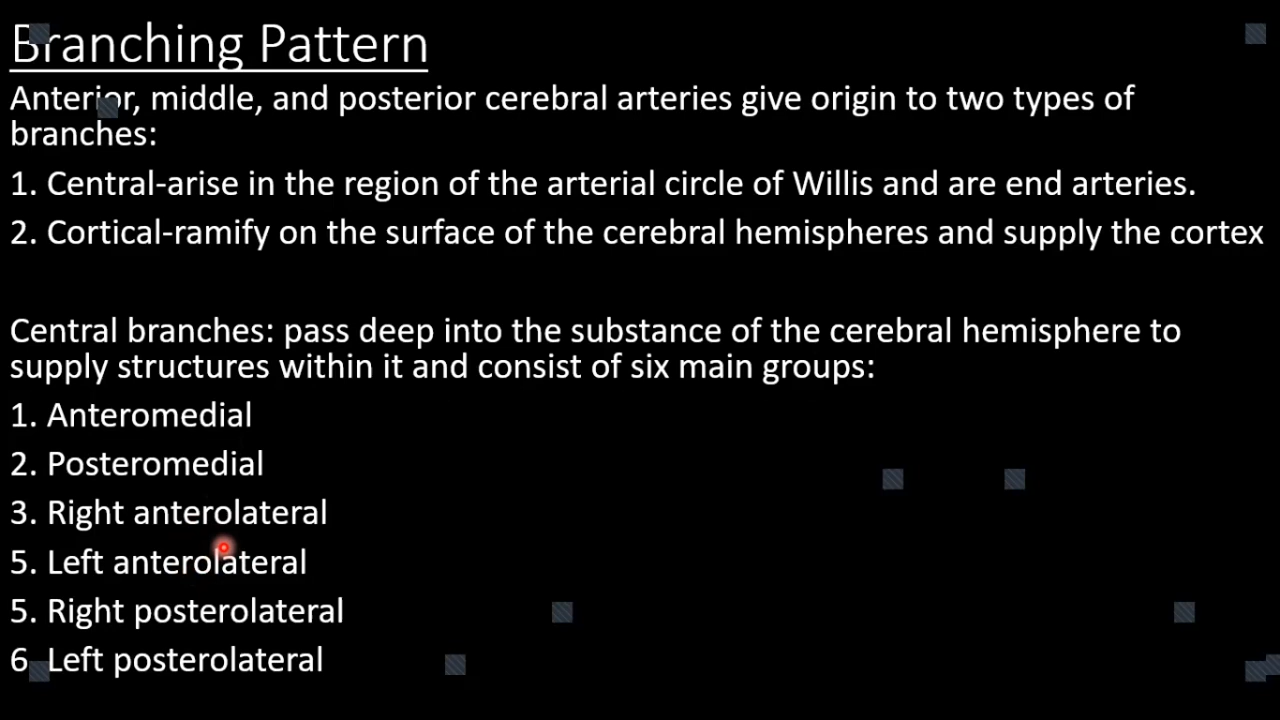 Branching Pattern
Anterior, middle, and posterior cerebral arteries give origin to two types of
branches:
1. Central-arise in the region of the arterial circle of Willis and are end arteries.
2. Cortical-ramify on the surface of the cerebral hemispheres and supply the cortex
Central branches: pass deep into the substance of the cerebral hemisphere to
supply structures within it and consist of six main groups:
1. Anteromedial
2. Posteromedial
3. Right anterolateral
5. Left anterolateral
5. Right posterolateral
6. Left posterolateral